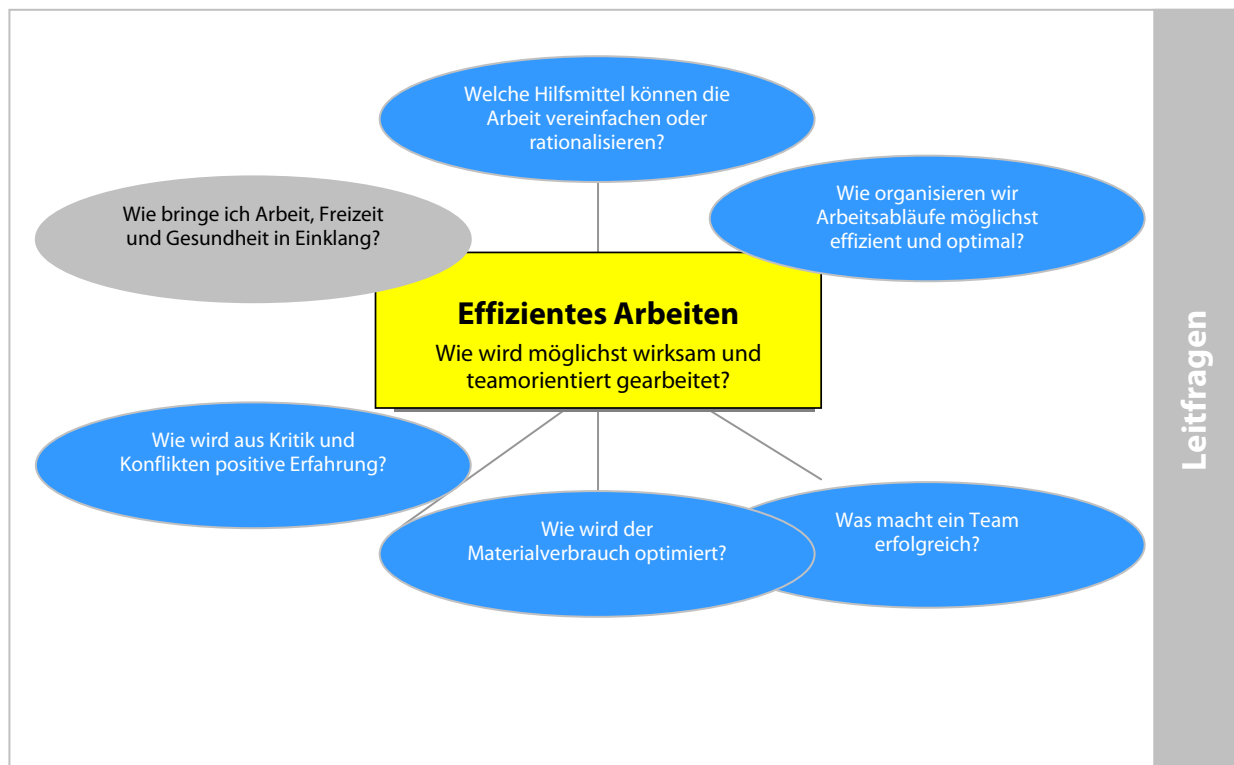 Welche Hilfsmittel können die
Arbeit vereinfachen oder
rationalisieren?
Wie bringe ich Arbeit, Freizeit
und Gesundheit in Einklang?
Wie organisieren wir
Arbeitsabläufe möglichst
effizient und optimal?
Effizientes Arbeiten
Wie wird möglichst wirksam und
teamorientiert gearbeitet?
Wie wird aus Kritik und
Konflikten positive Erfahrung?
Wie wird der
Materialverbrauch optimiert?
Was macht ein Team
erfolgreich?
Leitfragen